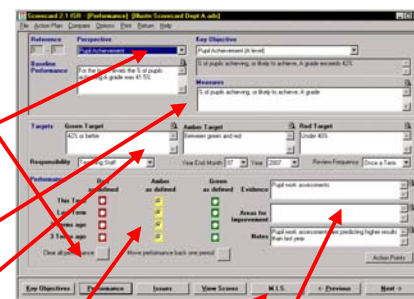 Scorecard 2.1 ISR - [Performance] [Illustn Scorecard Dept A.ads]
File Action Plan Compare Options Print Return Help
Reference Perspective Key Objective
Pupil Achievement Pupil Achievement (A level)
Baseline Performance
For the last A levels the % of pupils achieving A grade was 41.5%
% of pupils achieving, or likely to achieve, A grade exceeds 42%
Measures
% of pupils achieving, or likely to achieve, A grade
Targets Green Target Amber Target Red Target
42% or better Between green and red Under 40%
Responsibility Teaching Staff Year End Month 07 Year 2007 Review Frequency Once a Term
Performance
Red as defined Amber as defined Green as defined Evidence Pupil work assessments
This Term
Last Term Areas for improvement
2 Terms ago
3 Terms ago Notes Pupil work assessments are predicting higher results than last year
Clear all performance Move performance back one period Action Points
Key Objectives Performance Issues View Scores M.I.S. <- Previous Next ->